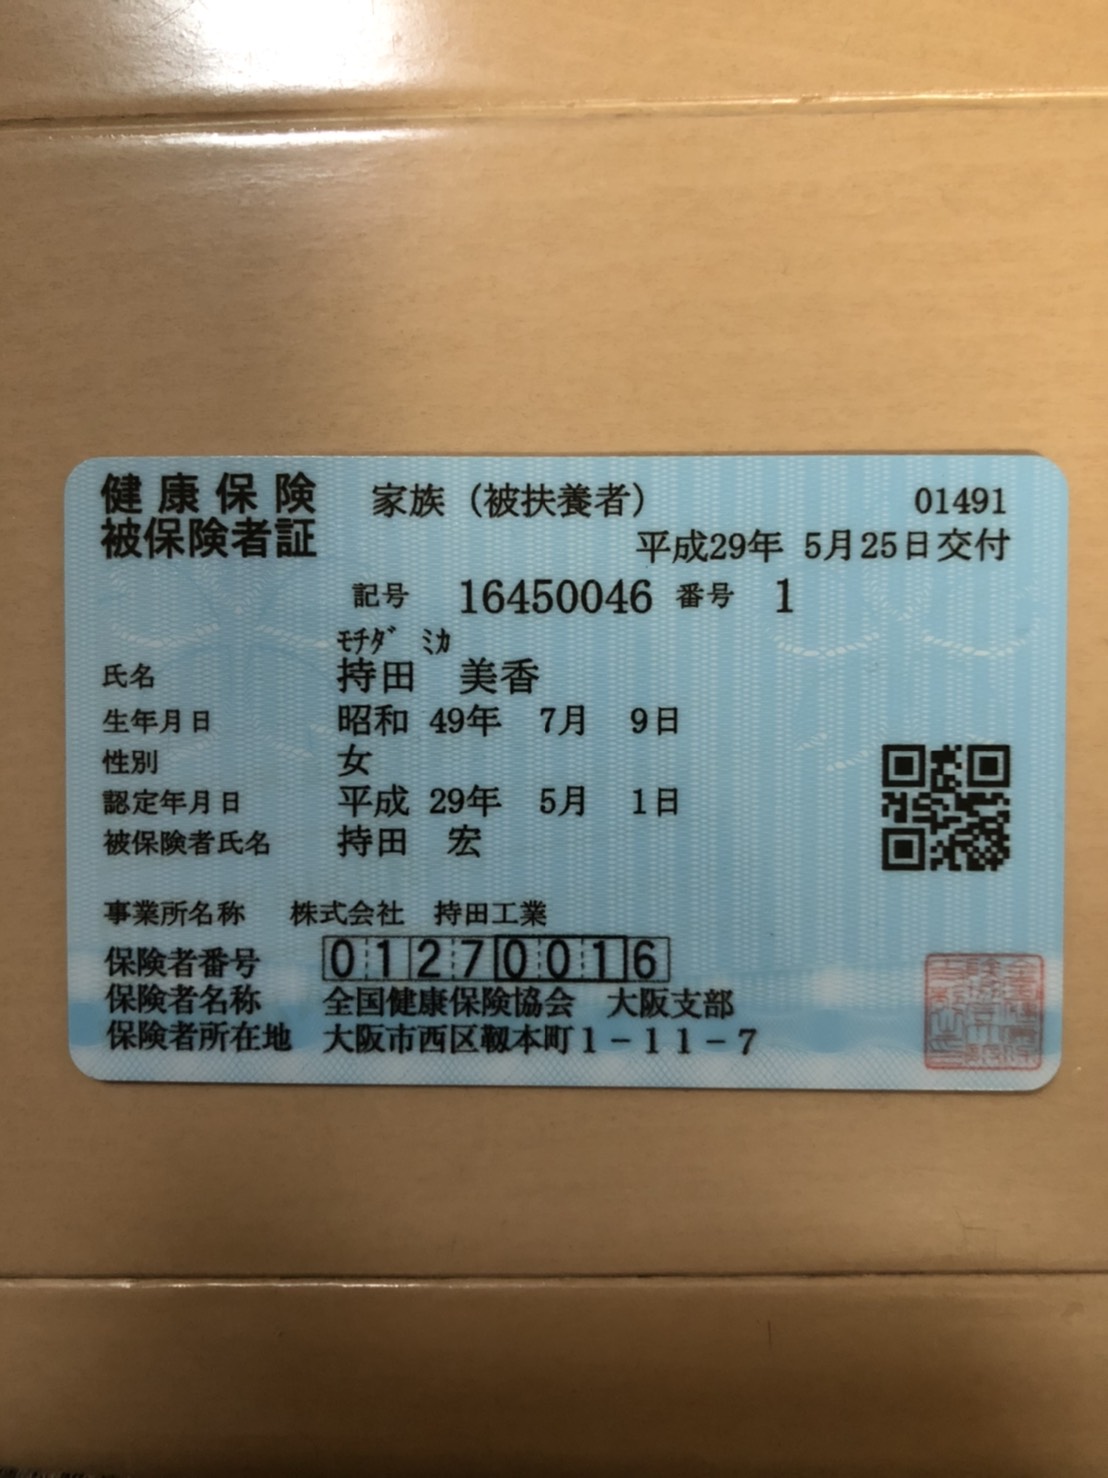 健康保険 家族（被扶養者） 01491
被保険者証 平成29年 5月25日交付
記号 16450046 番号 1
ﾓﾁﾀﾞ ﾐｶ
氏名 持田 美香
生年月日 昭和 49年 7月 9日
性別 女
認定年月日 平成 29年 5月 1日
被保険者氏名 持田 宏
事業所名称 株式会社 持田工業
保険者番号 01270016
保険者名称 全国健康保険協会 大阪支部
保険者所在地 大阪市西区靱本町1－11－7